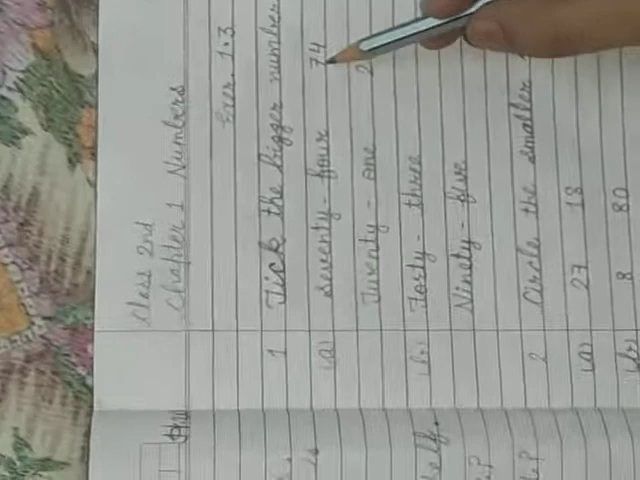 Class 2nd
Chapter 1 Numbers
Exer. 1.3
1 Tick the bigger number
(a) Seventy-four 74
Twenty-one 2
(b) Forty-three
Ninety-five
2 Circle the smaller
(a) 27 18
(b) 8 80